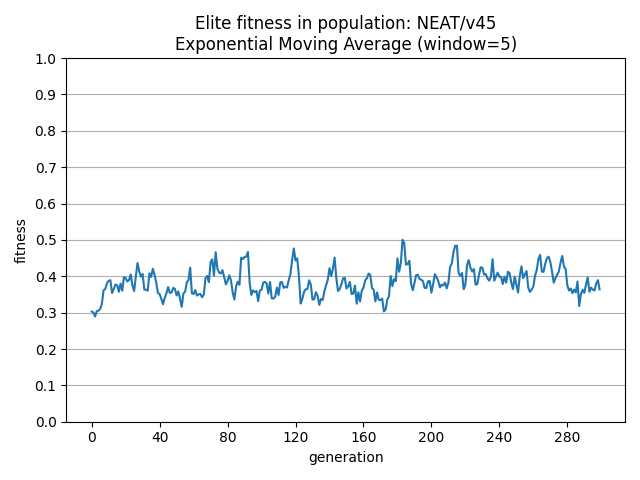 Elite fitness in population: NEAT/v45
Exponential Moving Average (window=5)
1.0
0.9
0.8
0.7
0.6
0.5
0.4
0.3
0.2
0.1
0.0
fitness
0 40 80 120 160 200 240 280
generation